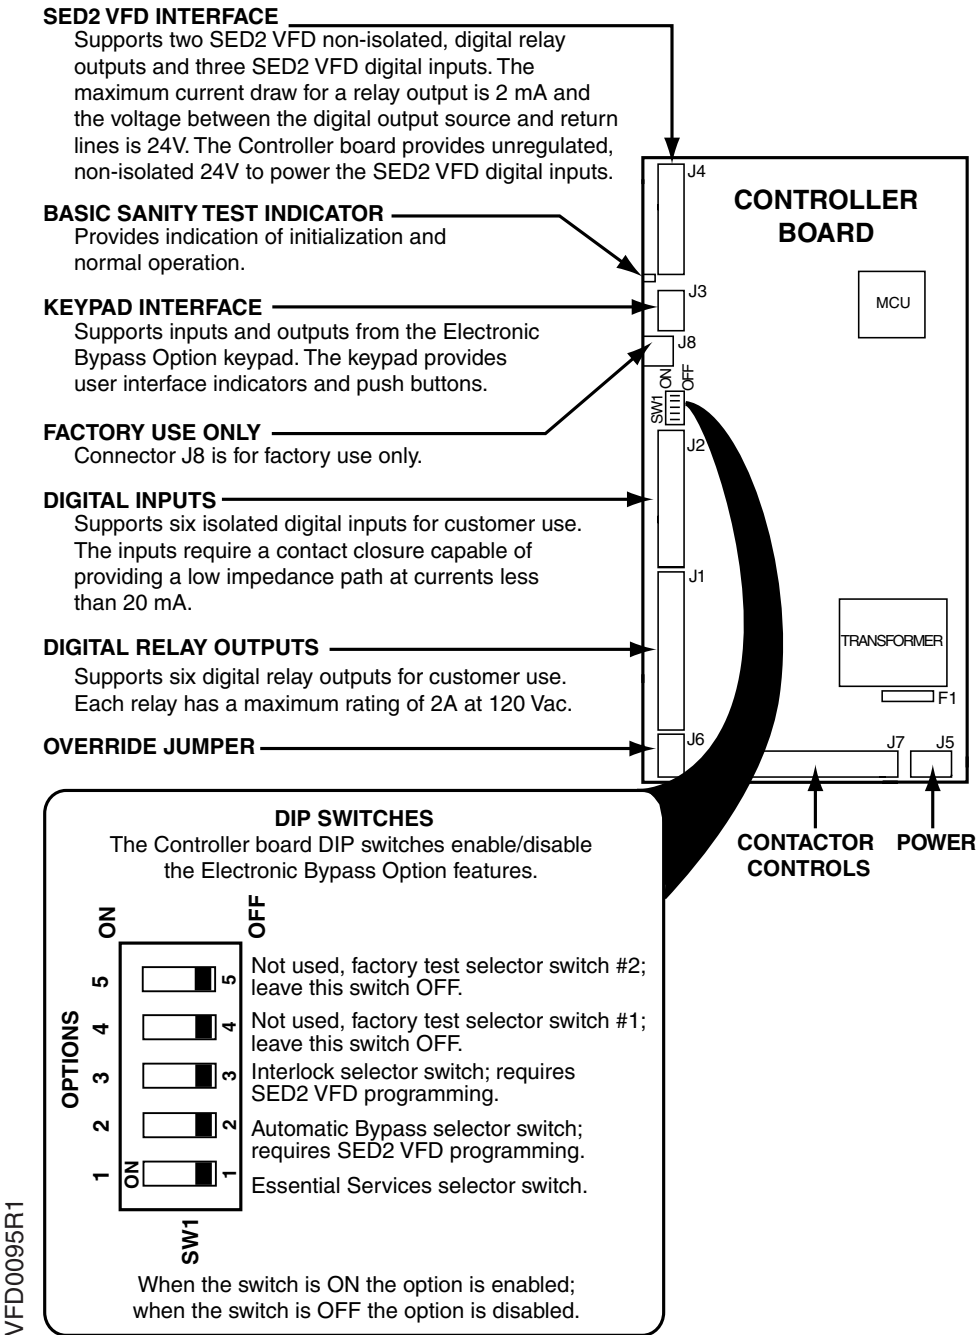 SED2 VFD INTERFACE
Supports two SED2 VFD non-isolated, digital relay
outputs and three SED2 VFD digital inputs. The
maximum current draw for a relay output is 2 mA and
the voltage between the digital output source and return
lines is 24V. The Controller board provides unregulated,
non-isolated 24V to power the SED2 VFD digital inputs.
BASIC SANITY TEST INDICATOR
Provides indication of initialization and
normal operation.
KEYPAD INTERFACE
Supports inputs and outputs from the Electronic
Bypass Option keypad. The keypad provides
user interface indicators and push buttons.
FACTORY USE ONLY
Connector J8 is for factory use only.
DIGITAL INPUTS
Supports six isolated digital inputs for customer use.
The inputs require a contact closure capable of
providing a low impedance path at currents less
than 20 mA.
DIGITAL RELAY OUTPUTS
Supports six digital relay outputs for customer use.
Each relay has a maximum rating of 2A at 120 Vac.
OVERRIDE JUMPER
J4
CONTROLLER
BOARD
J3
MCU
J8
ON
OFF
SW1
J2
J1
TRANSFORMER
F1
J6
J7
J5
CONTACTOR
CONTROLS
POWER
DIP SWITCHES
The Controller board DIP switches enable/disable
the Electronic Bypass Option features.
ON
OFF
OPTIONS
5
5
Not used, factory test selector switch #2;
leave this switch OFF.
4
4
Not used, factory test selector switch #1;
leave this switch OFF.
3
3
Interlock selector switch; requires
SED2 VFD programming.
2
2
Automatic Bypass selector switch;
requires SED2 VFD programming.
1
ON
1
Essential Services selector switch.
SW1
When the switch is ON the option is enabled;
when the switch is OFF the option is disabled.
VFD0095R1